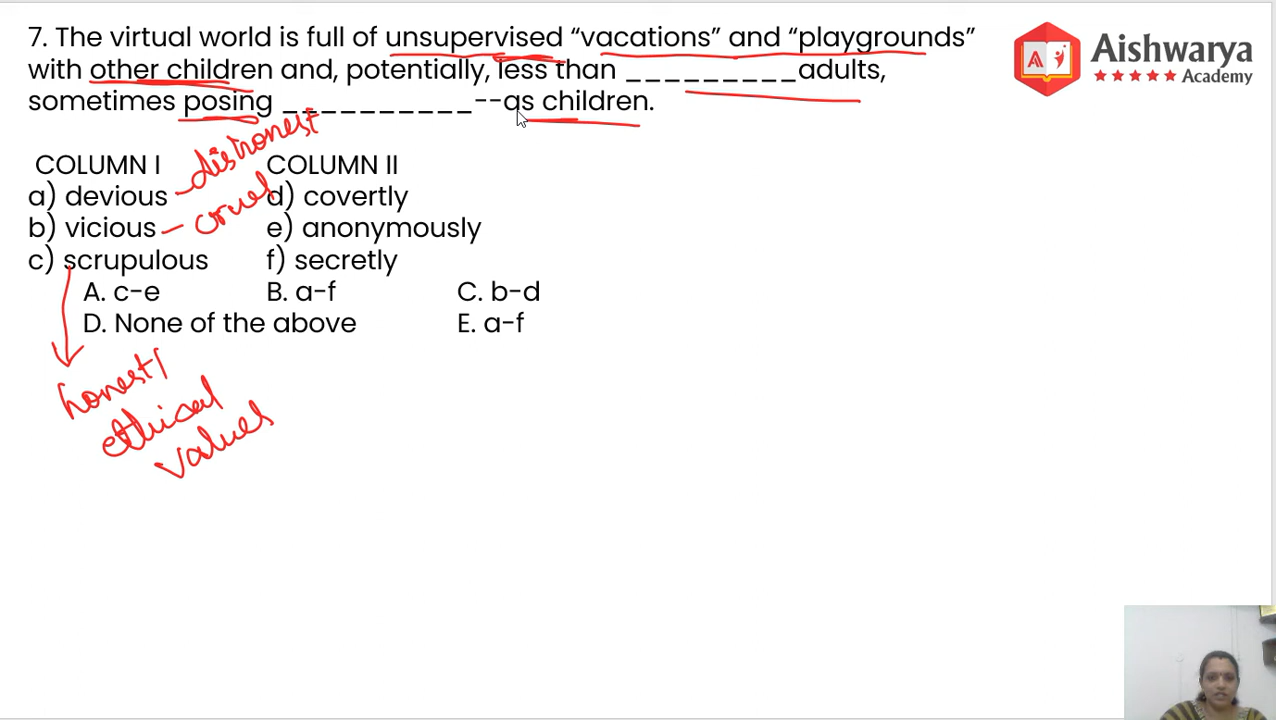 7. The virtual world is full of unsupervised “vacations” and “playgrounds”
with other children and, potentially, less than _________adults,
sometimes posing __________--as children.
Aishwarya
Academy
COLUMN I COLUMN II
a) devious – dishonest d) covertly
b) vicious – cruel e) anonymously
c) scrupulous f) secretly
A. c-e B. a-f C. b-d
D. None of the above E. a-f
honest/
ethical
values